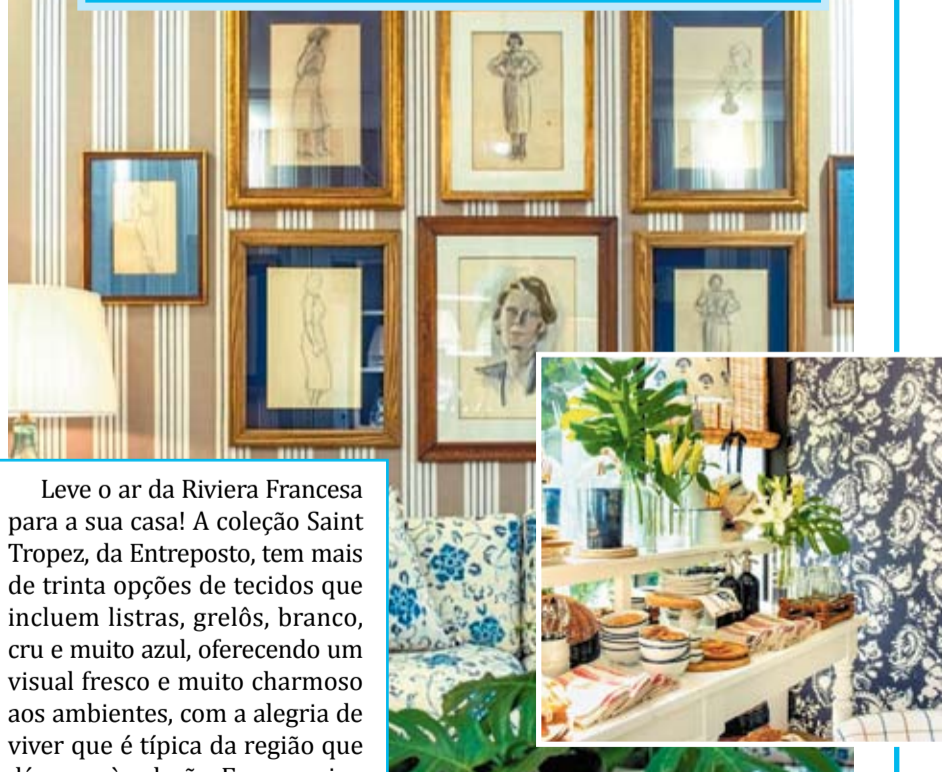 Leve o ar da Riviera Francesa
para a sua casa! A coleção Saint
Tropez, da Entreposto, tem mais
de trinta opções de tecidos que
incluem listras, grelôs, branco,
cru e muito azul, oferecendo um
visual fresco e muito charmoso
aos ambientes, com a alegria de
viver que é típica da região que